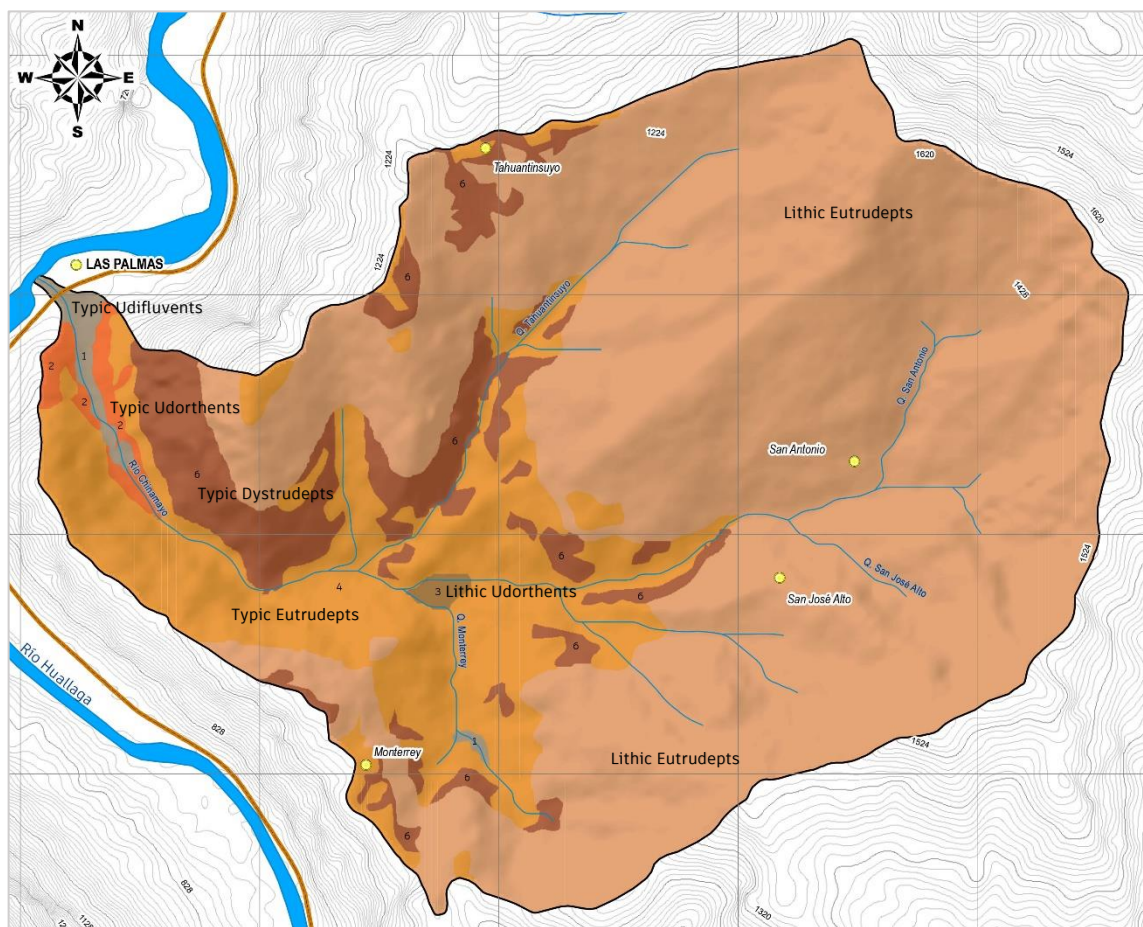 N
W E
S
72
1224
1224
1620
1524
Tahuantinsuyo
6
1620
Lithic Eutrudepts
1224
LAS PALMAS
6
1428
Typic Udifluvents
Q. Tahuantinsuyo
1
2
Q. San Antonio
2
Typic Udorthents
2
6
6
San Antonio
Río Chinamayo
6
Typic Dystrudepts
1524
6
Q. San José Alto
4
3
Lithic Udorthents
San José Alto
6
Typic Eutrudepts
Q. Monterrey
6
Río Huallaga
828
1
1524
Monterrey
Lithic Eutrudepts
6
6
828
1320